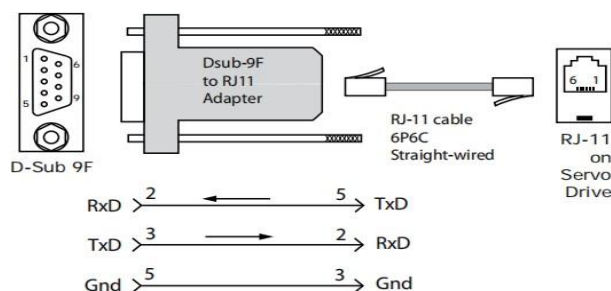 1
6
5
9
D-Sub 9F
Dsub-9F
to RJ11
Adapter
RJ-11 cable
6P6C
Straight-wired
6 1
RJ-11
on
Servo
Drive
RxD 2 5 TxD
TxD 3 2 RxD
Gnd 5 3 Gnd